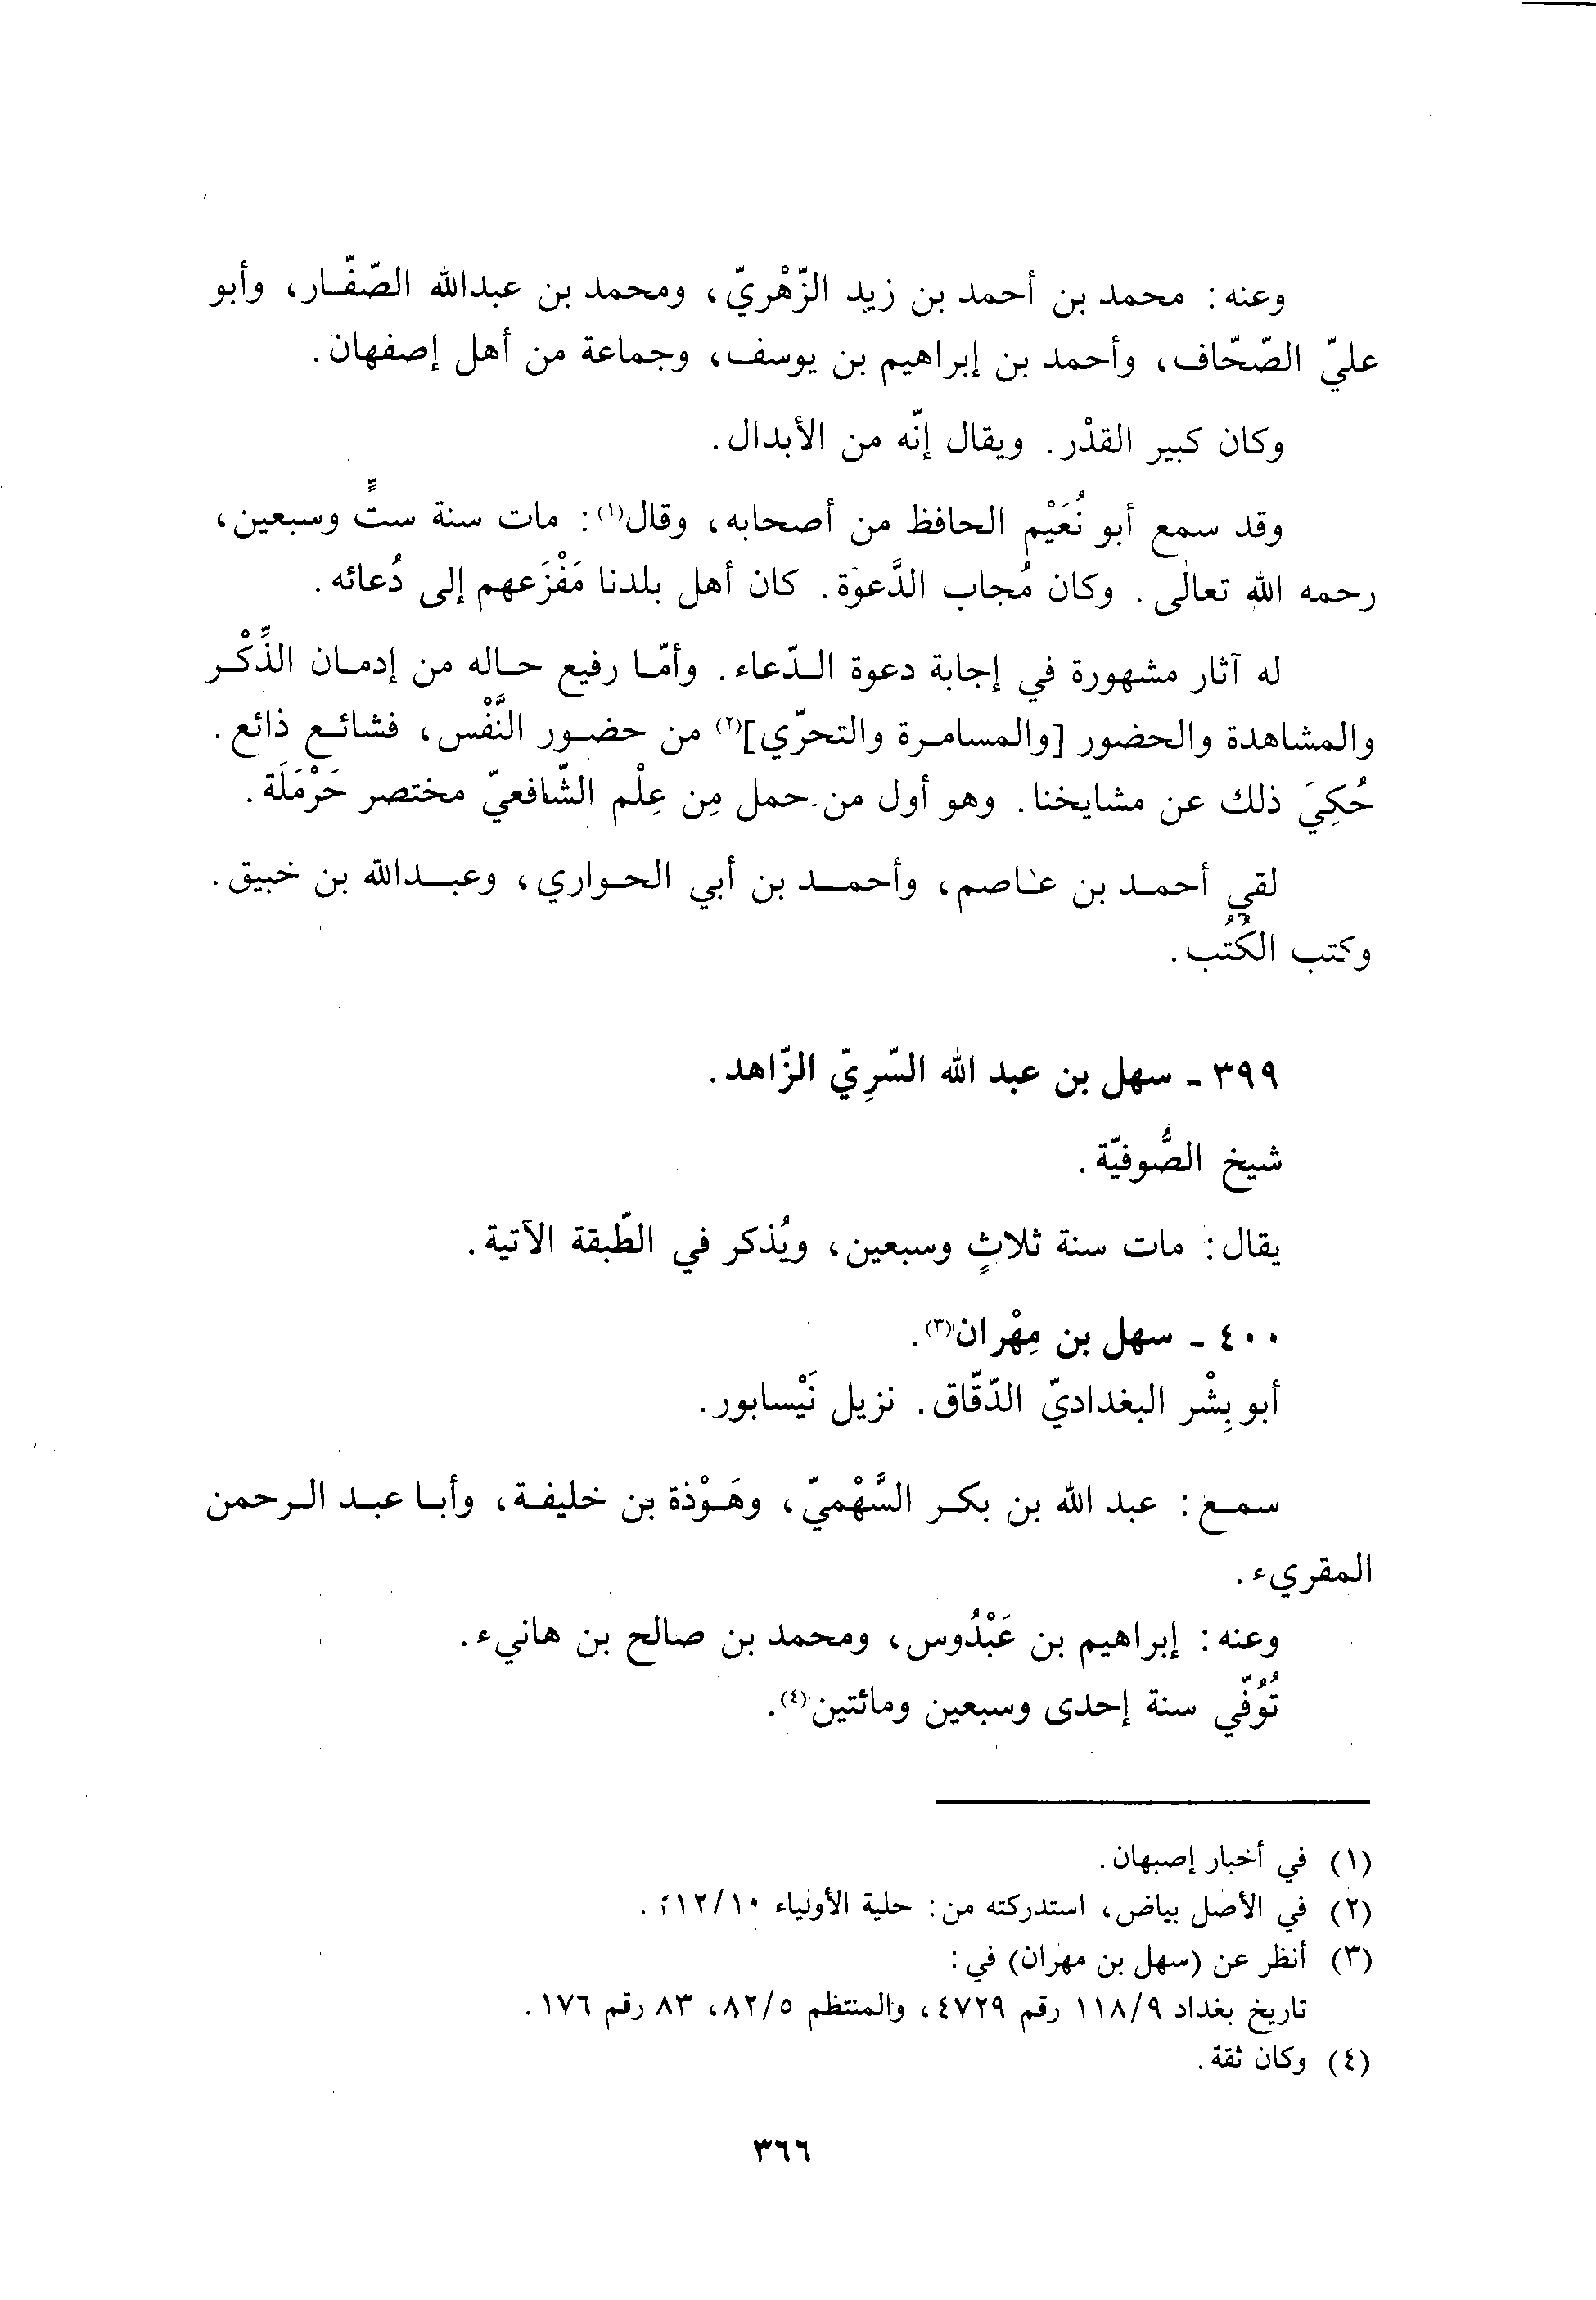 وعنه: محمد بن أحمد بن زيد الزّهْريّ، ومحمد بن عبدالله الصّفّار، وأبو
عليّ الصّحّاف، وأحمد بن إبراهيم بن يوسف، وجماعة من أهل إصفهان.
وكان كبير القدْر. ويقال إنّه من الأبدال.
وقد سمع أبو نُعَيْم الحافظ من أصحابه، وقال(١): مات سنة ستٍّ وسبعين،
رحمه الله تعالى. وكان مُجاب الدَّعوة. كان أهل بلدنا مَفْزَعهم إلى دُعائه.
له آثار مشهورة في إجابة دعوة الدّعاء. وأمّا رفيع حاله من إدمان الذِّكْر
والمشاهدة والحضور [والمسامرة والتحرّي](٢) من حضور النَّفْس، فشائع ذائع.
حُكِيَ ذلك عن مشايخنا. وهو أول من حمل مِن عِلْم الشّافعيّ مختصر حَرْمَلَة.
لقي أحمد بن عاصم، وأحمد بن أبي الحواري، وعبدالله بن خبيق.
وكتب الكُتُب.
٣٩٩ - سهل بن عبد الله السّرِيّ الزّاهد.
شيخ الصُّوفيّة.
يقال: مات سنة ثلاثٍ وسبعين، ويُذكر في الطّبقة الآتية.
٤٠٠ - سهل بن مِهْران(٣).
أبو بِشْر البغداديّ الدّقّاق. نزيل نَيْسابور.
سمع: عبد الله بن بكر السَّهْميّ، وهَوْذة بن خليفة، وأبا عبد الرحمن
المقريء.
وعنه: إبراهيم بن عَبْدُوس، ومحمد بن صالح بن هانيء.
تُوُفّي سنة إحدى وسبعين ومائتين(٤).
(١) في أخبار إصبهان.
(٢) في الأصل بياض، استدركته من: حلية الأولياء ١٢/١٠.
(٣) أنظر عن (سهل بن مهران) في:
تاريخ بغداد ١١٨/٩ رقم ٤٧٢٩، والمنتظم ٨٢/٥، ٨٣ رقم ١٧٦.
(٤) وكان ثقة.
٣٦٦